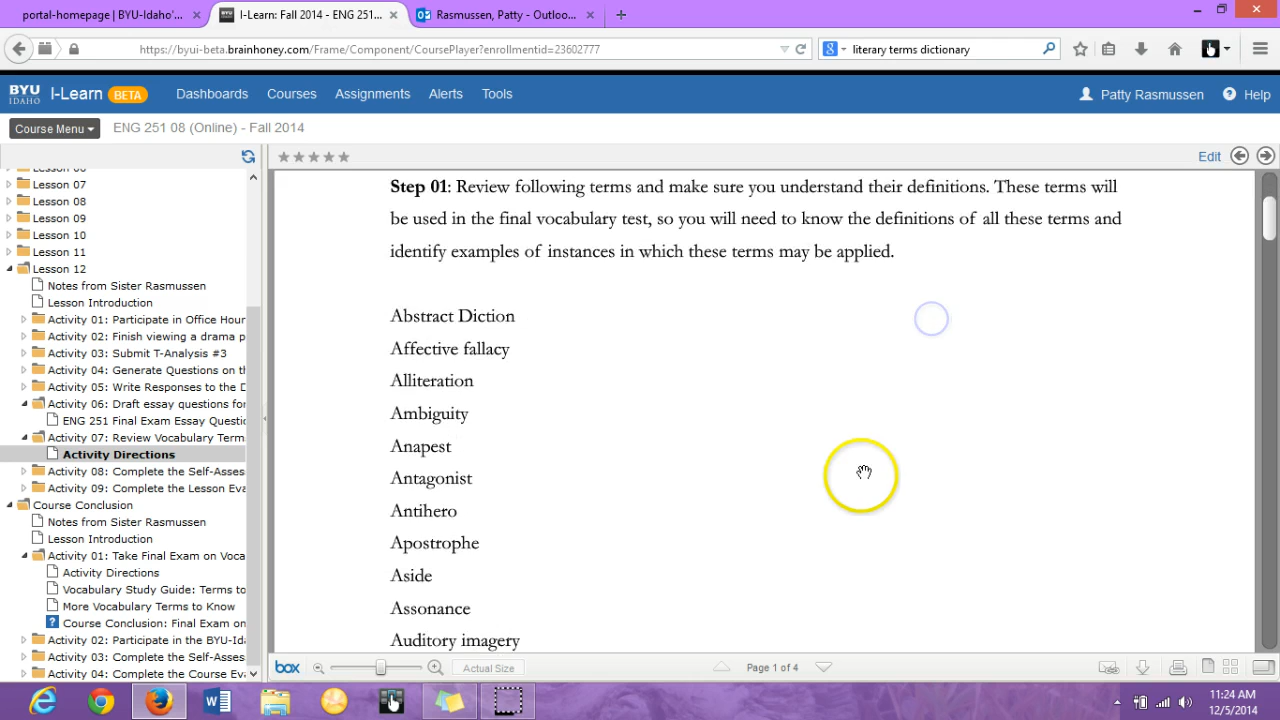 portal-homepage | BYU-Idaho'...
I-Learn: Fall 2014 - ENG 251...
Rasmussen, Patty - Outloo...
https://byui-beta.brainhoney.com/Frame/Component/CoursePlayer?enrollmentid=23602777
literary terms dictionary
BYU IDAHO I-Learn BETA Dashboards Courses Assignments Alerts Tools Patty Rasmussen Help
Course Menu ENG 251 08 (Online) - Fall 2014
Edit
Lesson 06
Lesson 07
Lesson 08
Lesson 09
Lesson 10
Lesson 11
Lesson 12
Notes from Sister Rasmussen
Lesson Introduction
Activity 01: Participate in Office Hour
Activity 02: Finish viewing a drama p
Activity 03: Submit T-Analysis #3
Activity 04: Generate Questions on th
Activity 05: Write Responses to the D
Activity 06: Draft essay questions for
ENG 251 Final Exam Essay Questio
Activity 07: Review Vocabulary Term
Activity Directions
Activity 08: Complete the Self-Asses
Activity 09: Complete the Lesson Eva
Course Conclusion
Notes from Sister Rasmussen
Lesson Introduction
Activity 01: Take Final Exam on Voca
Activity Directions
Vocabulary Study Guide: Terms to
More Vocabulary Terms to Know
Course Conclusion: Final Exam on
Activity 02: Participate in the BYU-Ida
Activity 03: Complete the Self-Asses
Activity 04: Complete the Course Eva
Step 01: Review following terms and make sure you understand their definitions. These terms will
be used in the final vocabulary test, so you will need to know the definitions of all these terms and
identify examples of instances in which these terms may be applied.
Abstract Diction
Affective fallacy
Alliteration
Ambiguity
Anapest
Antagonist
Antihero
Apostrophe
Aside
Assonance
Auditory imagery
box Actual Size Page 1 of 4
11:24 AM
12/5/2014